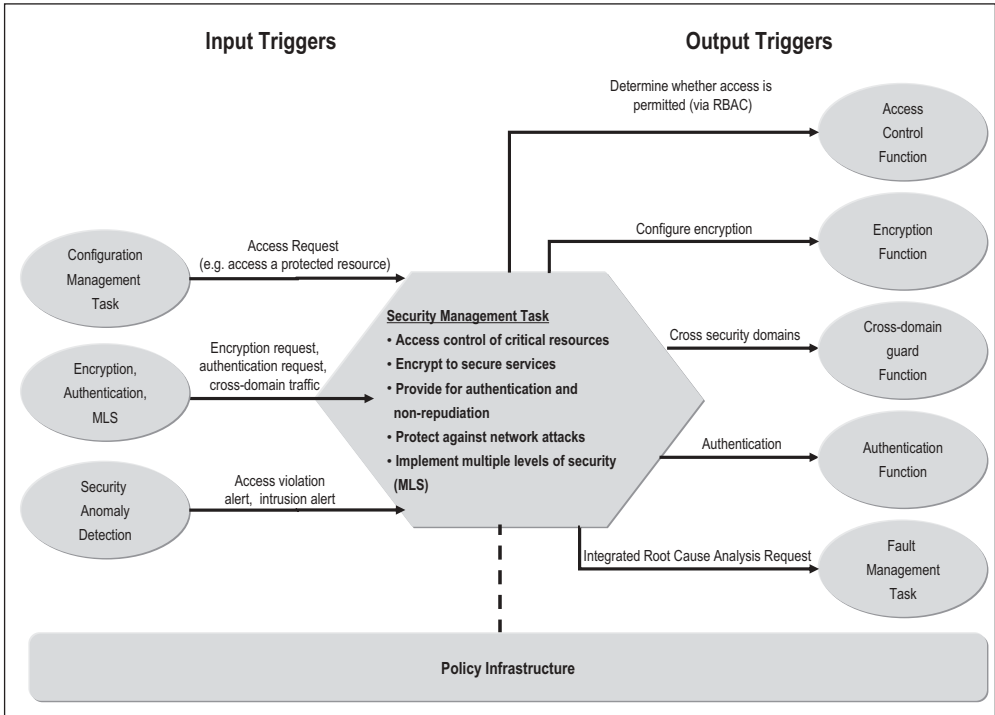 Input Triggers
Output Triggers
Determine whether access is
permitted (via RBAC)
Access
Control
Function
Configure encryption
Encryption
Function
Configuration
Management
Task
Access Request
(e.g. access a protected resource)
Security Management Task
• Access control of critical resources
• Encrypt to secure services
• Provide for authentication and
non-repudiation
• Protect against network attacks
• Implement multiple levels of security
(MLS)
Cross security domains
Cross-domain
guard
Function
Encryption,
Authentication,
MLS
Encryption request,
authentication request,
cross-domain traffic
Authentication
Authentication
Function
Security
Anomaly
Detection
Access violation
alert, intrusion alert
Integrated Root Cause Analysis Request
Fault
Management
Task
Policy Infrastructure